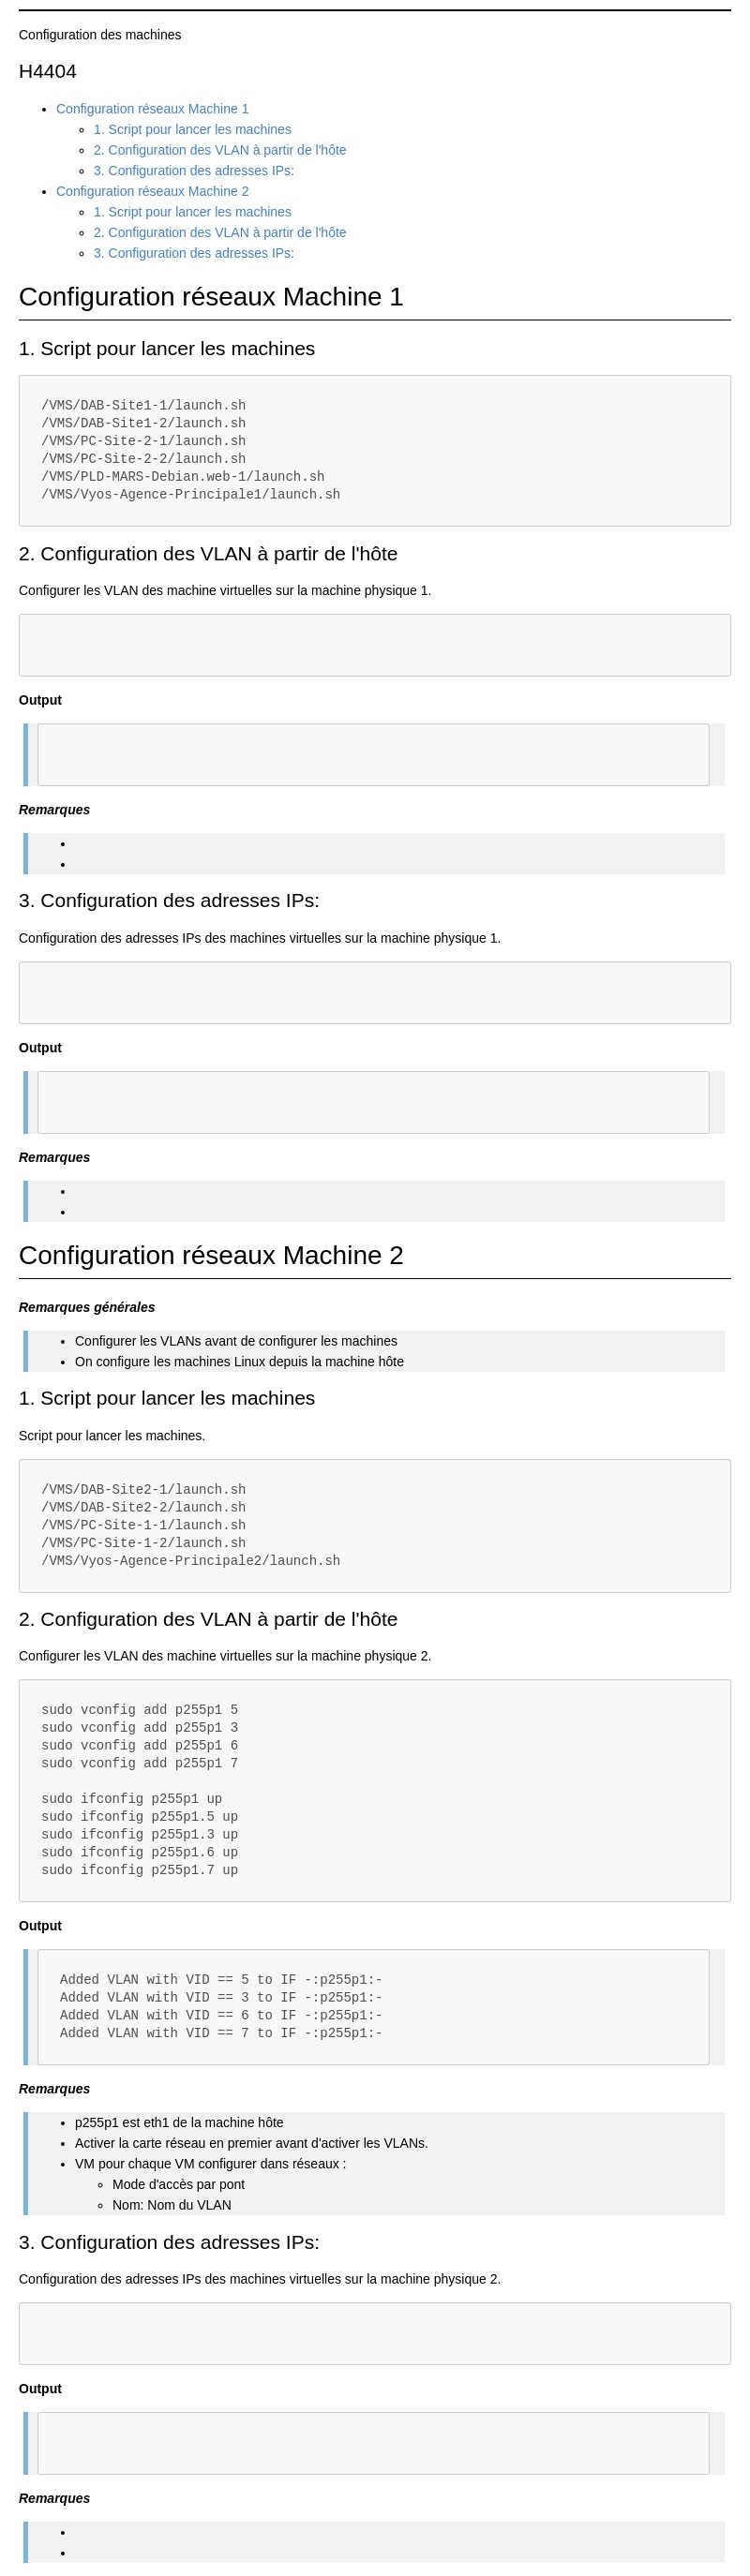 Configuration des machines
H4404
Configuration réseaux Machine 1
1. Script pour lancer les machines
2. Configuration des VLAN à partir de l'hôte
3. Configuration des adresses IPs:
Configuration réseaux Machine 2
1. Script pour lancer les machines
2. Configuration des VLAN à partir de l'hôte
3. Configuration des adresses IPs:
Configuration réseaux Machine 1
1. Script pour lancer les machines
/VMS/DAB-Site1-1/launch.sh
/VMS/DAB-Site1-2/launch.sh
/VMS/PC-Site-2-1/launch.sh
/VMS/PC-Site-2-2/launch.sh
/VMS/PLD-MARS-Debian.web-1/launch.sh
/VMS/Vyos-Agence-Principale1/launch.sh
2. Configuration des VLAN à partir de l'hôte
Configurer les VLAN des machine virtuelles sur la machine physique 1.
Output
Remarques
3. Configuration des adresses IPs:
Configuration des adresses IPs des machines virtuelles sur la machine physique 1.
Output
Remarques
Configuration réseaux Machine 2
Remarques générales
Configurer les VLANs avant de configurer les machines
On configure les machines Linux depuis la machine hôte
1. Script pour lancer les machines
Script pour lancer les machines.
/VMS/DAB-Site2-1/launch.sh
/VMS/DAB-Site2-2/launch.sh
/VMS/PC-Site-1-1/launch.sh
/VMS/PC-Site-1-2/launch.sh
/VMS/Vyos-Agence-Principale2/launch.sh
2. Configuration des VLAN à partir de l'hôte
Configurer les VLAN des machine virtuelles sur la machine physique 2.
sudo vconfig add p255p1 5
sudo vconfig add p255p1 3
sudo vconfig add p255p1 6
sudo vconfig add p255p1 7
sudo ifconfig p255p1 up
sudo ifconfig p255p1.5 up
sudo ifconfig p255p1.3 up
sudo ifconfig p255p1.6 up
sudo ifconfig p255p1.7 up
Output
Added VLAN with VID == 5 to IF -:p255p1:-
Added VLAN with VID == 3 to IF -:p255p1:-
Added VLAN with VID == 6 to IF -:p255p1:-
Added VLAN with VID == 7 to IF -:p255p1:-
Remarques
p255p1 est eth1 de la machine hôte
Activer la carte réseau en premier avant d'activer les VLANs.
VM pour chaque VM configurer dans réseaux :
Mode d'accès par pont
Nom: Nom du VLAN
3. Configuration des adresses IPs:
Configuration des adresses IPs des machines virtuelles sur la machine physique 2.
Output
Remarques